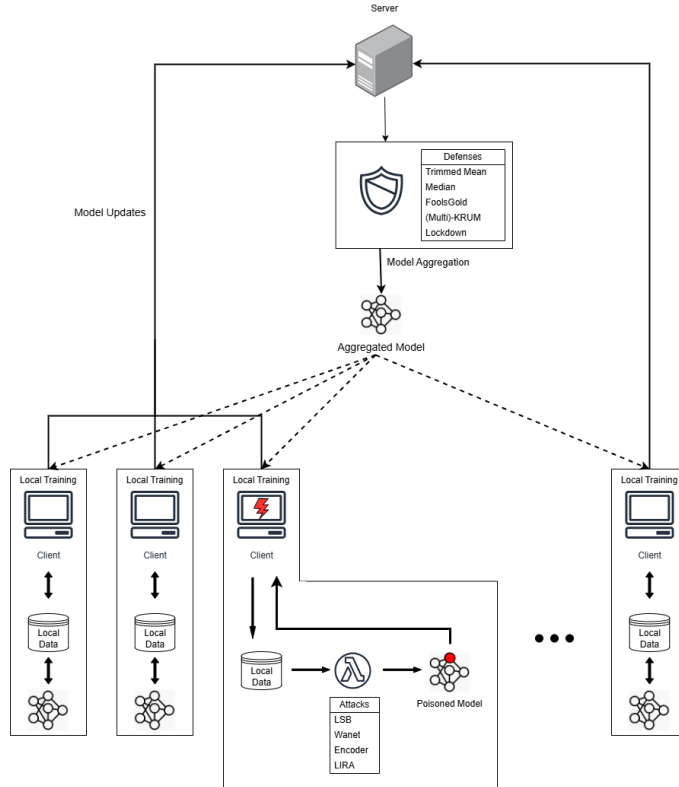 Server
Defenses
Trimmed Mean
Median
FoolsGold
(Multi)-KRUM
Lockdown
Model Updates
Model Aggregation
Aggregated Model
Local Training
Local Training
Local Training
Local Training
Client
Client
Client
Client
Local
Data
Local
Data
Local
Data
Local
Data
Poisoned Model
Attacks
LSB
Wanet
Encoder
LIRA